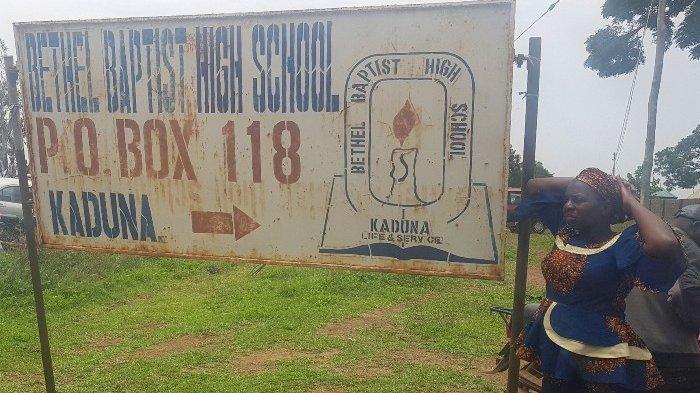 BETHEL BAPTIST HIGH SCHOOL
P.O. BOX 118
KADUNA
BETHEL BAPTIST HIGH SCHOOL
KADUNA
LIFE & SERVICE